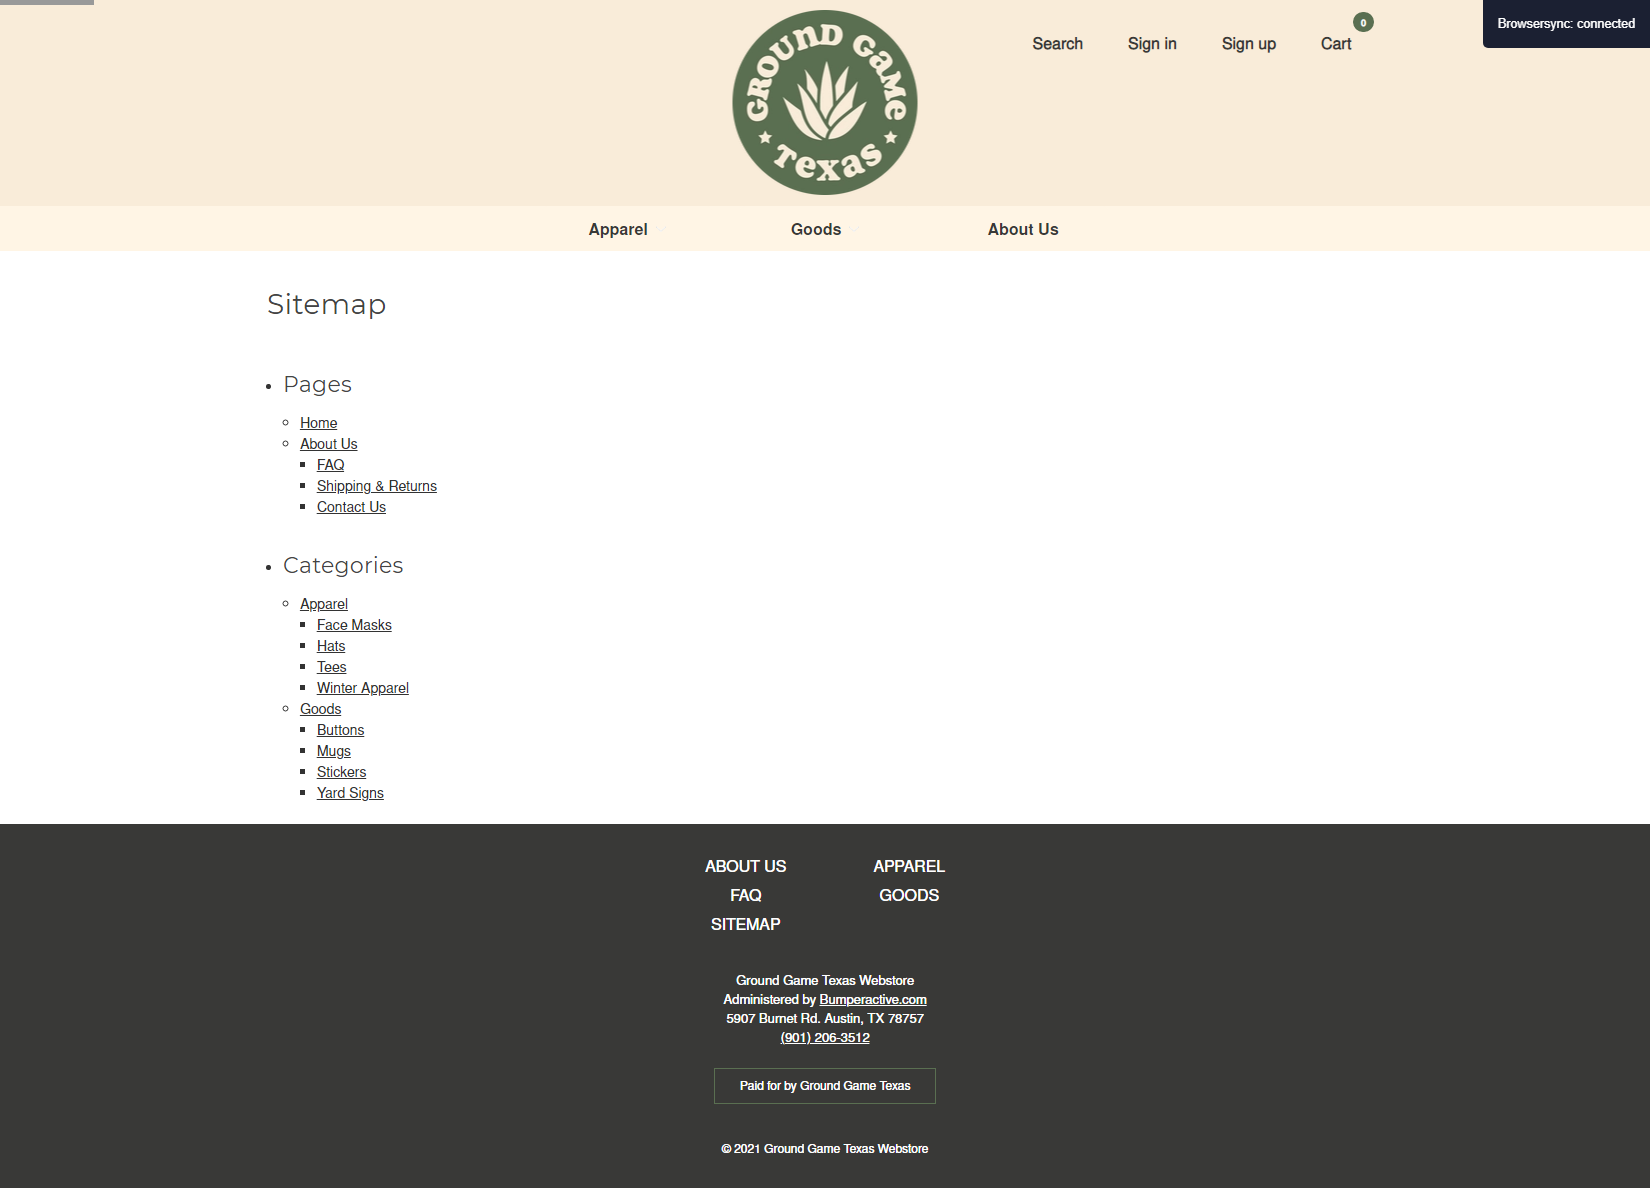 GROUND GAME
TEXAS
Search
Sign in
Sign up
Cart
0
Browsersync: connected
Apparel
Goods
About Us
Sitemap
Pages
Home
About Us
FAQ
Shipping & Returns
Contact Us
Categories
Apparel
Face Masks
Hats
Tees
Winter Apparel
Goods
Buttons
Mugs
Stickers
Yard Signs
ABOUT US
FAQ
SITEMAP
APPAREL
GOODS
Ground Game Texas Webstore
Administered by Bumperactive.com
5907 Burnet Rd. Austin, TX 78757
(901) 206-3512
Paid for by Ground Game Texas
© 2021 Ground Game Texas Webstore